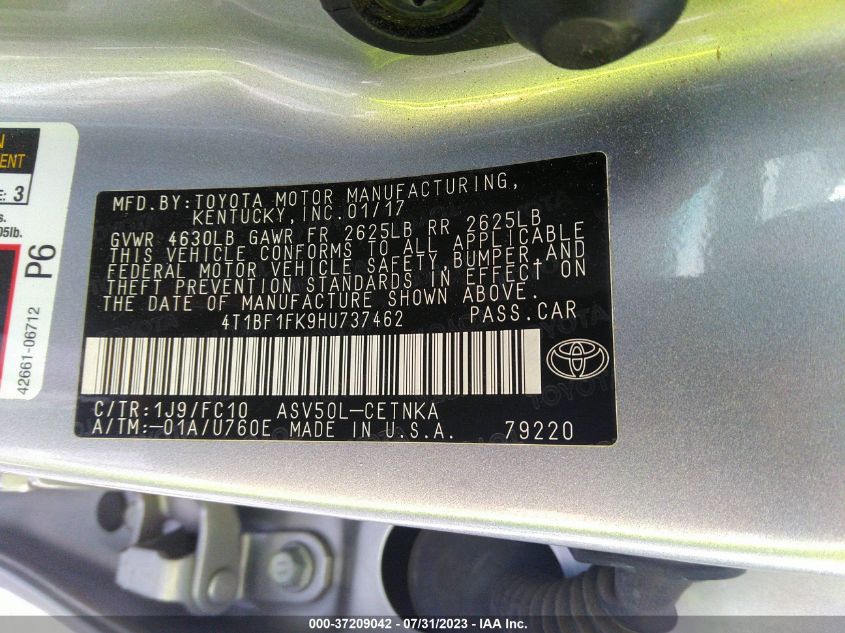 N
ENT
E: 3
s.
05lb.
P6
42661-06712
MFD.BY:TOYOTA MOTOR MANUFACTURING,
KENTUCKY,INC.01/17
GVWR 4630LB GAWR FR 2625LB RR 2625LB
THIS VEHICLE CONFORMS TO ALL APPLICABLE
FEDERAL MOTOR VEHICLE SAFETY,BUMPER,AND
THEFT PREVENTION STANDARDS IN EFFECT ON
THE DATE OF MANUFACTURE SHOWN ABOVE.
4T1BF1FK9HU737462 PASS.CAR
C/TR:1J9/FC10 ASV50L-CETNKA
A/TM:-01A/U760E MADE IN U.S.A. 79220
000-37209042 - 07/31/2023 - IAA Inc.